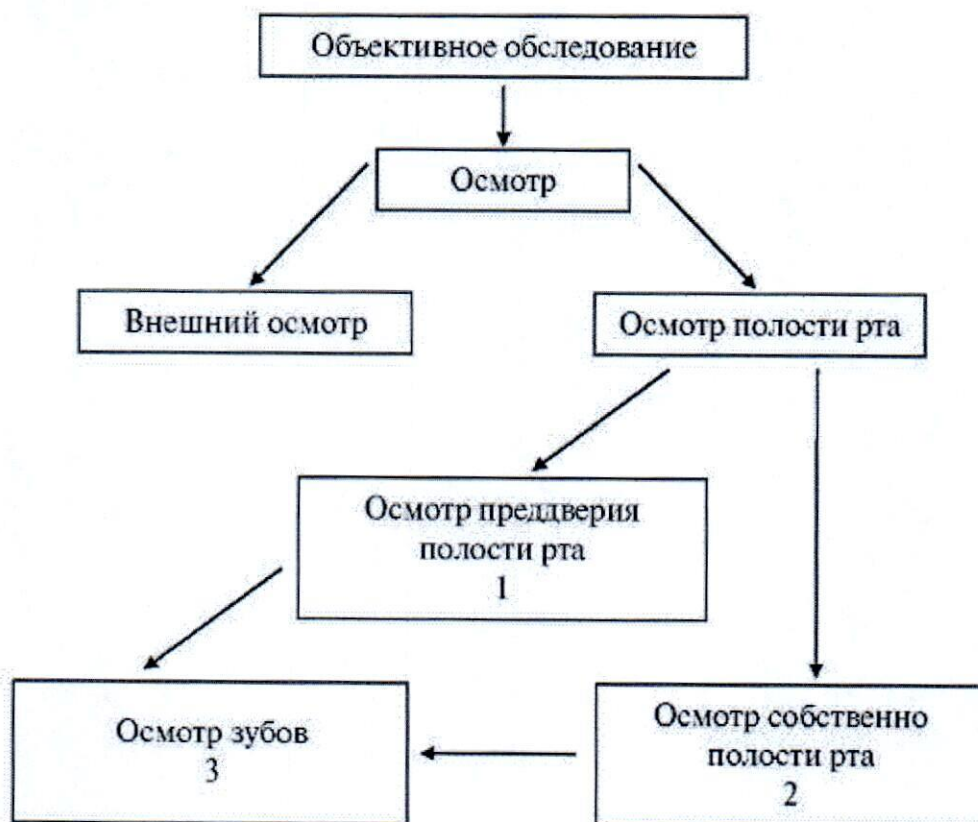 Объективное обследование
Осмотр
Внешний осмотр
Осмотр полости рта
Осмотр преддверия
полости рта
1
Осмотр зубов
3
Осмотр собственно
полости рта
2